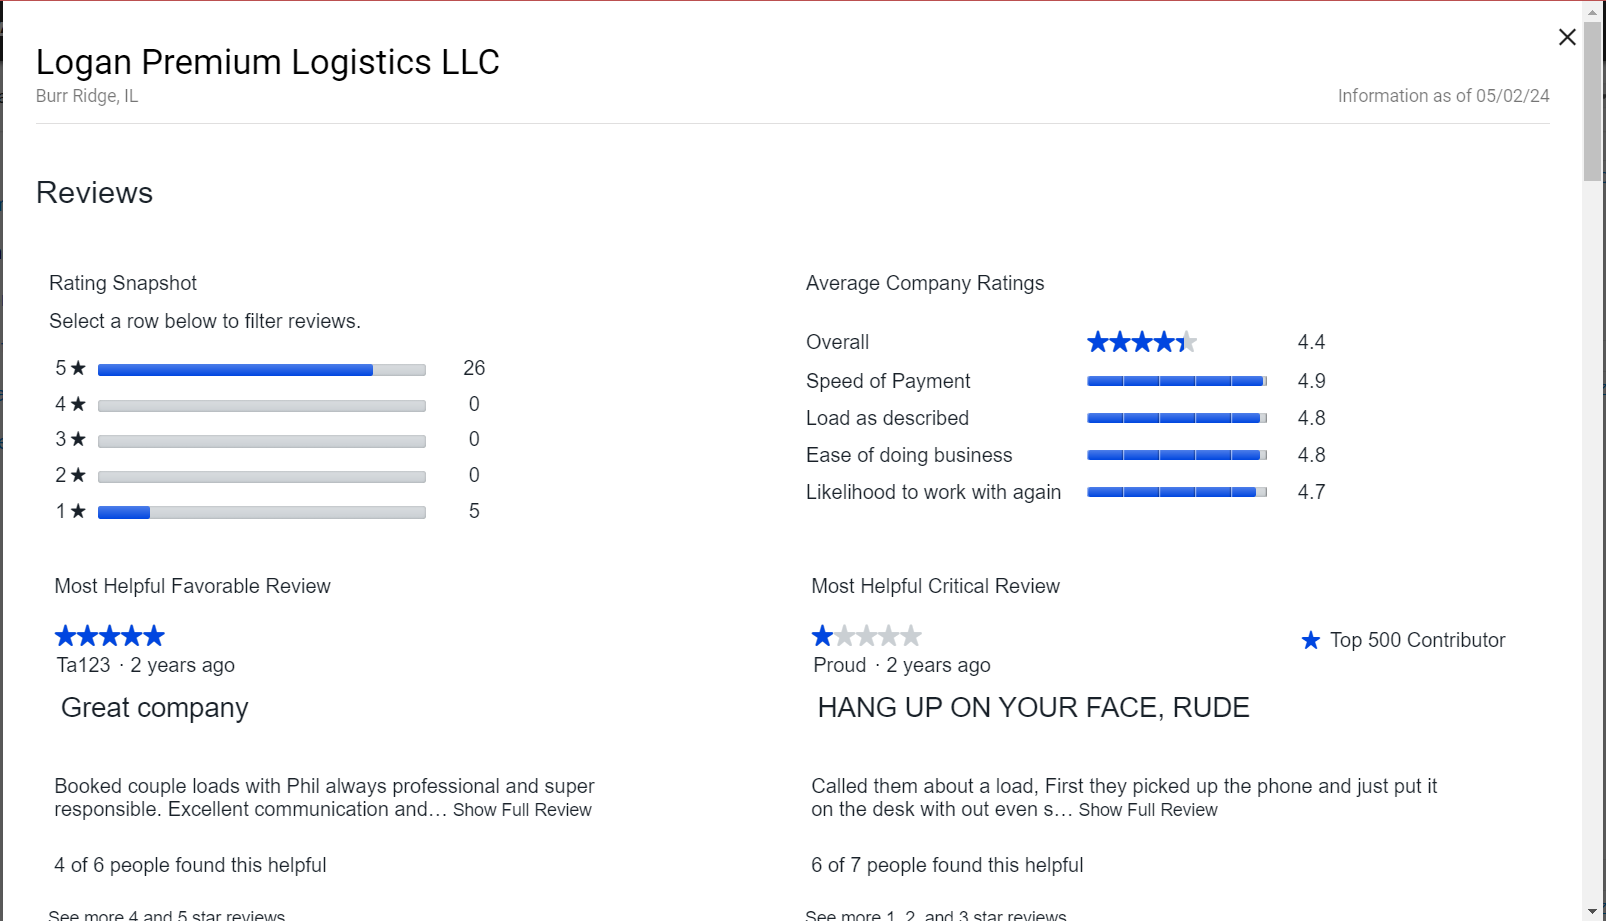 Logan Premium Logistics LLC
Burr Ridge, IL
Information as of 05/02/24
Reviews
Rating Snapshot
Select a row below to filter reviews.
5★ 26
4★ 0
3★ 0
2★ 0
1★ 5
Average Company Ratings
Overall 4.4
Speed of Payment 4.9
Load as described 4.8
Ease of doing business 4.8
Likelihood to work with again 4.7
Most Helpful Favorable Review
Ta123 · 2 years ago
Great company
Booked couple loads with Phil always professional and super
responsible. Excellent communication and… Show Full Review
4 of 6 people found this helpful
See more 4 and 5 star reviews
Most Helpful Critical Review
★ Top 500 Contributor
Proud · 2 years ago
HANG UP ON YOUR FACE, RUDE
Called them about a load, First they picked up the phone and just put it
on the desk with out even s… Show Full Review
6 of 7 people found this helpful
See more 1, 2, and 3 star reviews